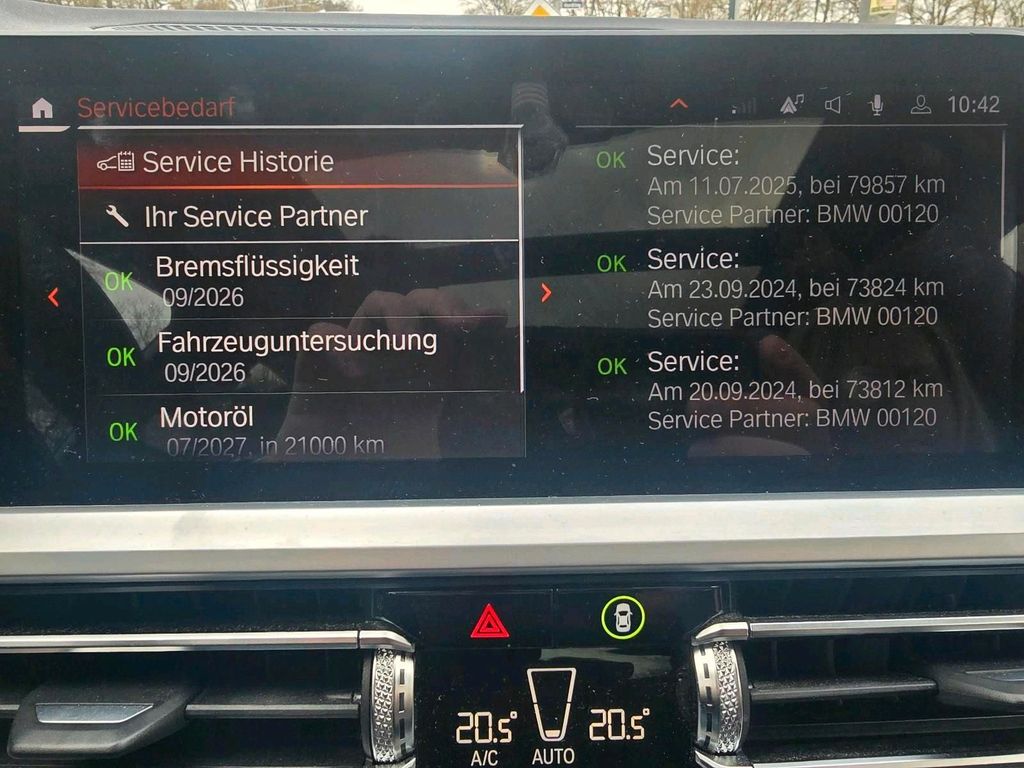 Servicebedarf
10:42
Service Historie
Ihr Service Partner
OK Bremsflüssigkeit
09/2026
OK Fahrzeuguntersuchung
09/2026
OK Motoröl
07/2027, in 21000 km
OK Service:
Am 11.07.2025, bei 79857 km
Service Partner: BMW 00120
OK Service:
Am 23.09.2024, bei 73824 km
Service Partner: BMW 00120
OK Service:
Am 20.09.2024, bei 73812 km
Service Partner: BMW 00120
20.5° 20.5°
A/C AUTO